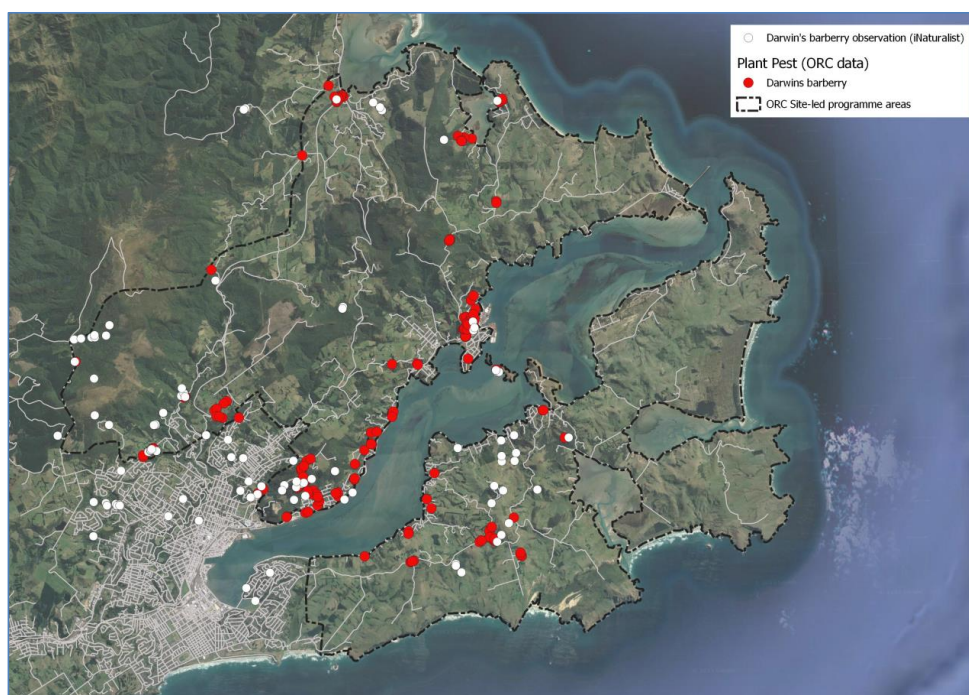 Darwin's barberry observation (iNaturalist)
Plant Pest (ORC data)
Darwins barberry
ORC Site-led programme areas